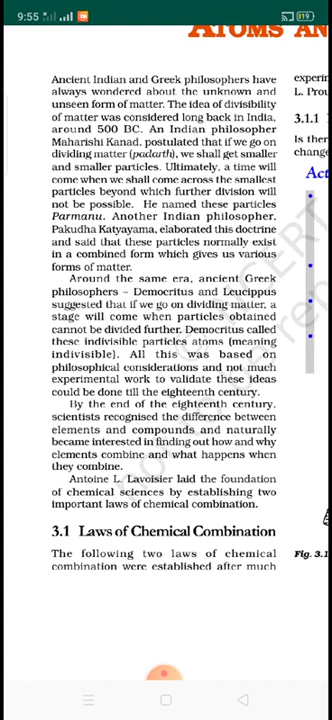 9:55
819
ATOMS AN
Ancient Indian and Greek philosophers have
always wondered about the unknown and
unseen form of matter. The idea of divisibility
of matter was considered long back in India,
around 500 BC. An Indian philosopher
Maharishi Kanad, postulated that if we go on
dividing matter (padarth), we shall get smaller
and smaller particles. Ultimately, a time will
come when we shall come across the smallest
particles beyond which further division will
not be possible. He named these particles
Parmanu. Another Indian philosopher,
Pakudha Katyayama, elaborated this doctrine
and said that these particles normally exist
in a combined form which gives us various
forms of matter.
Around the same era, ancient Greek
philosophers – Democritus and Leucippus
suggested that if we go on dividing matter, a
stage will come when particles obtained
cannot be divided further. Democritus called
these indivisible particles atoms (meaning
indivisible). All this was based on
philosophical considerations and not much
experimental work to validate these ideas
could be done till the eighteenth century.
By the end of the eighteenth century,
scientists recognised the difference between
elements and compounds and naturally
became interested in finding out how and why
elements combine and what happens when
they combine.
Antoine L. Lavoisier laid the foundation
of chemical sciences by establishing two
important laws of chemical combination.
3.1 Laws of Chemical Combination
The following two laws of chemical
combination were established after much
experim
L. Prou
3.1.1
Is ther
change
Act
Fig. 3.1